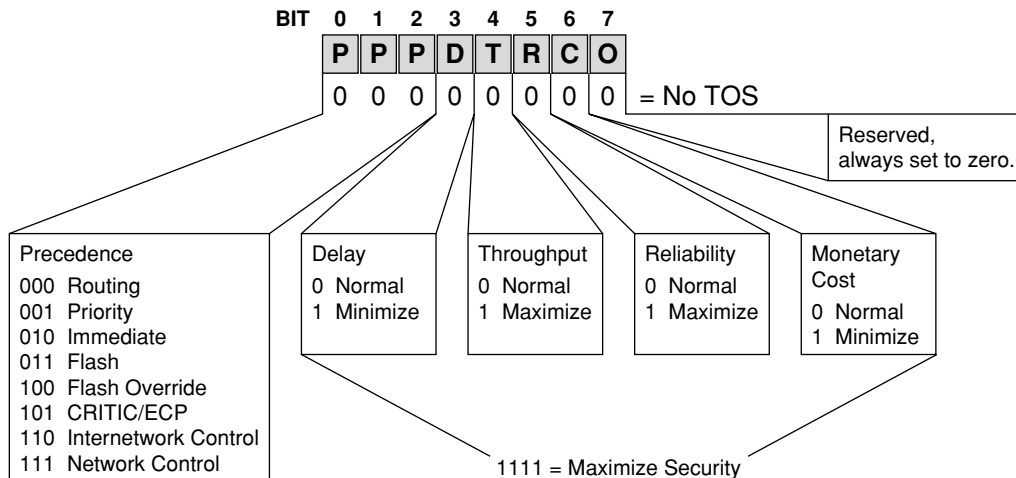 BIT 0 1 2 3 4 5 6 7
P P P D T R C O
0 0 0 0 0 0 0 0 = No TOS
Reserved,
always set to zero.
Precedence
000 Routing
001 Priority
010 Immediate
011 Flash
100 Flash Override
101 CRITIC/ECP
110 Internetwork Control
111 Network Control
Delay
0 Normal
1 Minimize
Throughput
0 Normal
1 Maximize
Reliability
0 Normal
1 Maximize
Monetary
Cost
0 Normal
1 Minimize
1111 = Maximize Security